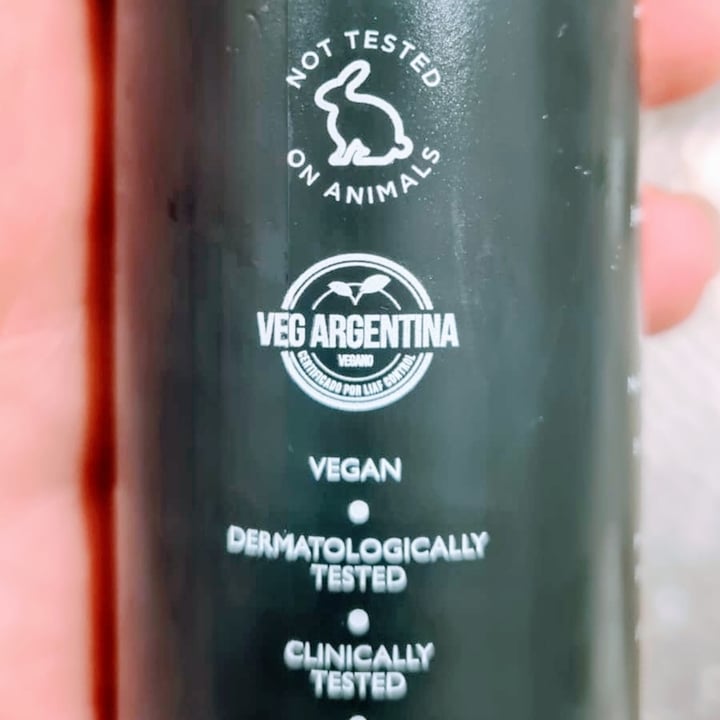 NOT TESTED
ON ANIMALS
VEG ARGENTINA
VEGANO
CERTIFICADO POR LIAF CONTROL
VEGAN
DERMATOLOGICALLY
TESTED
CLINICALLY
TESTED